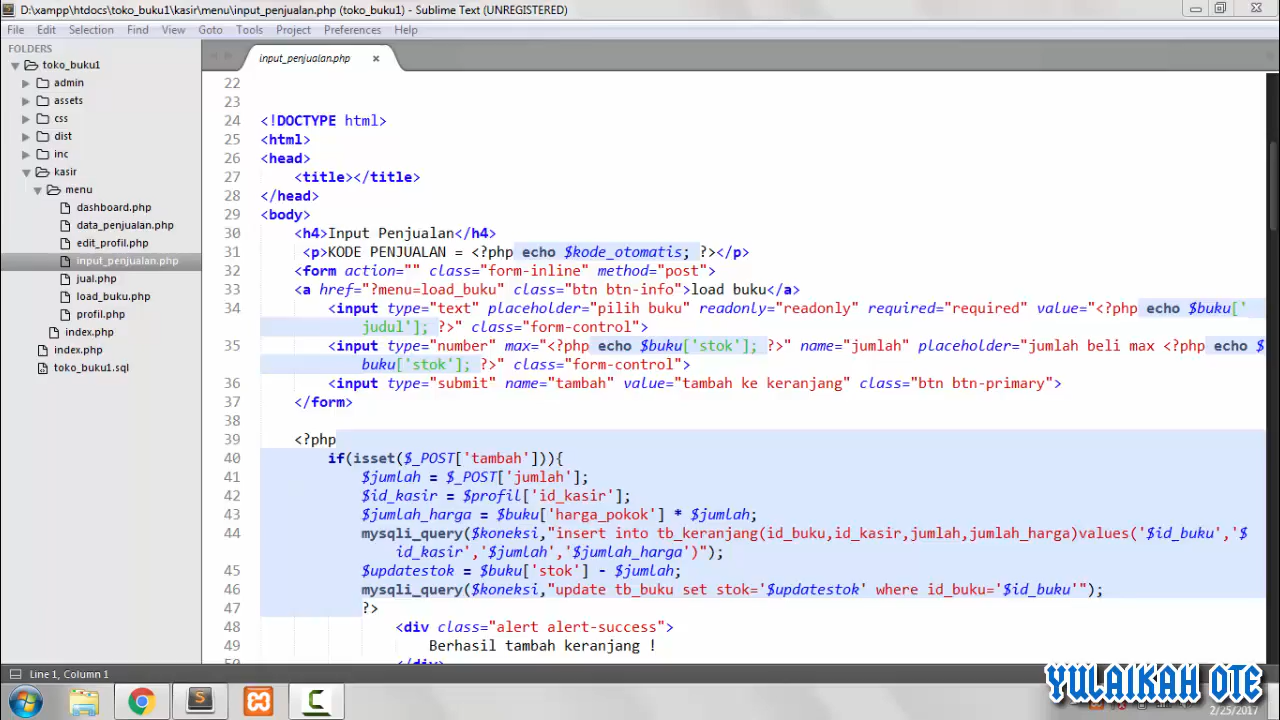 D:\xampp\htdocs\toko_buku1\kasir\menu\input_penjualan.php (toko_buku1) - Sublime Text (UNREGISTERED)
File Edit Selection Find View Goto Tools Project Preferences Help
FOLDERS
toko_buku1
admin
assets
css
dist
inc
kasir
menu
dashboard.php
data_penjualan.php
edit_profil.php
input_penjualan.php
jual.php
load_buku.php
profil.php
index.php
index.php
toko_buku1.sql
input_penjualan.php
22
23
24 <!DOCTYPE html>
25 <html>
26 <head>
27 <title></title>
28 </head>
29 <body>
30 <h4>Input Penjualan</h4>
31 <p>KODE PENJUALAN = <?php echo $kode_otomatis; ?></p>
32 <form action="" class="form-inline" method="post">
33 <a href="?menu=load_buku" class="btn btn-info">load buku</a>
34 <input type="text" placeholder="pilih buku" readonly="readonly" required="required" value="<?php echo $buku['
judul']; ?>" class="form-control">
35 <input type="number" max="<?php echo $buku['stok']; ?>" name="jumlah" placeholder="jumlah beli max <?php echo $
buku['stok']; ?>" class="form-control">
36 <input type="submit" name="tambah" value="tambah ke keranjang" class="btn btn-primary">
37 </form>
38
39 <?php
40 if(isset($_POST['tambah'])){
41 $jumlah = $_POST['jumlah'];
42 $id_kasir = $profil['id_kasir'];
43 $jumlah_harga = $buku['harga_pokok'] * $jumlah;
44 mysqli_query($koneksi,"insert into tb_keranjang(id_buku,id_kasir,jumlah,jumlah_harga)values('$id_buku','$
id_kasir','$jumlah','$jumlah_harga')");
45 $updatestok = $buku['stok'] - $jumlah;
46 mysqli_query($koneksi,"update tb_buku set stok='$updatestok' where id_buku='$id_buku'");
47 ?>
48 <div class="alert alert-success">
49 Berhasil tambah keranjang !
50 </div>
Line 1, Column 1
YULAIKAH OTE
2/25/2017